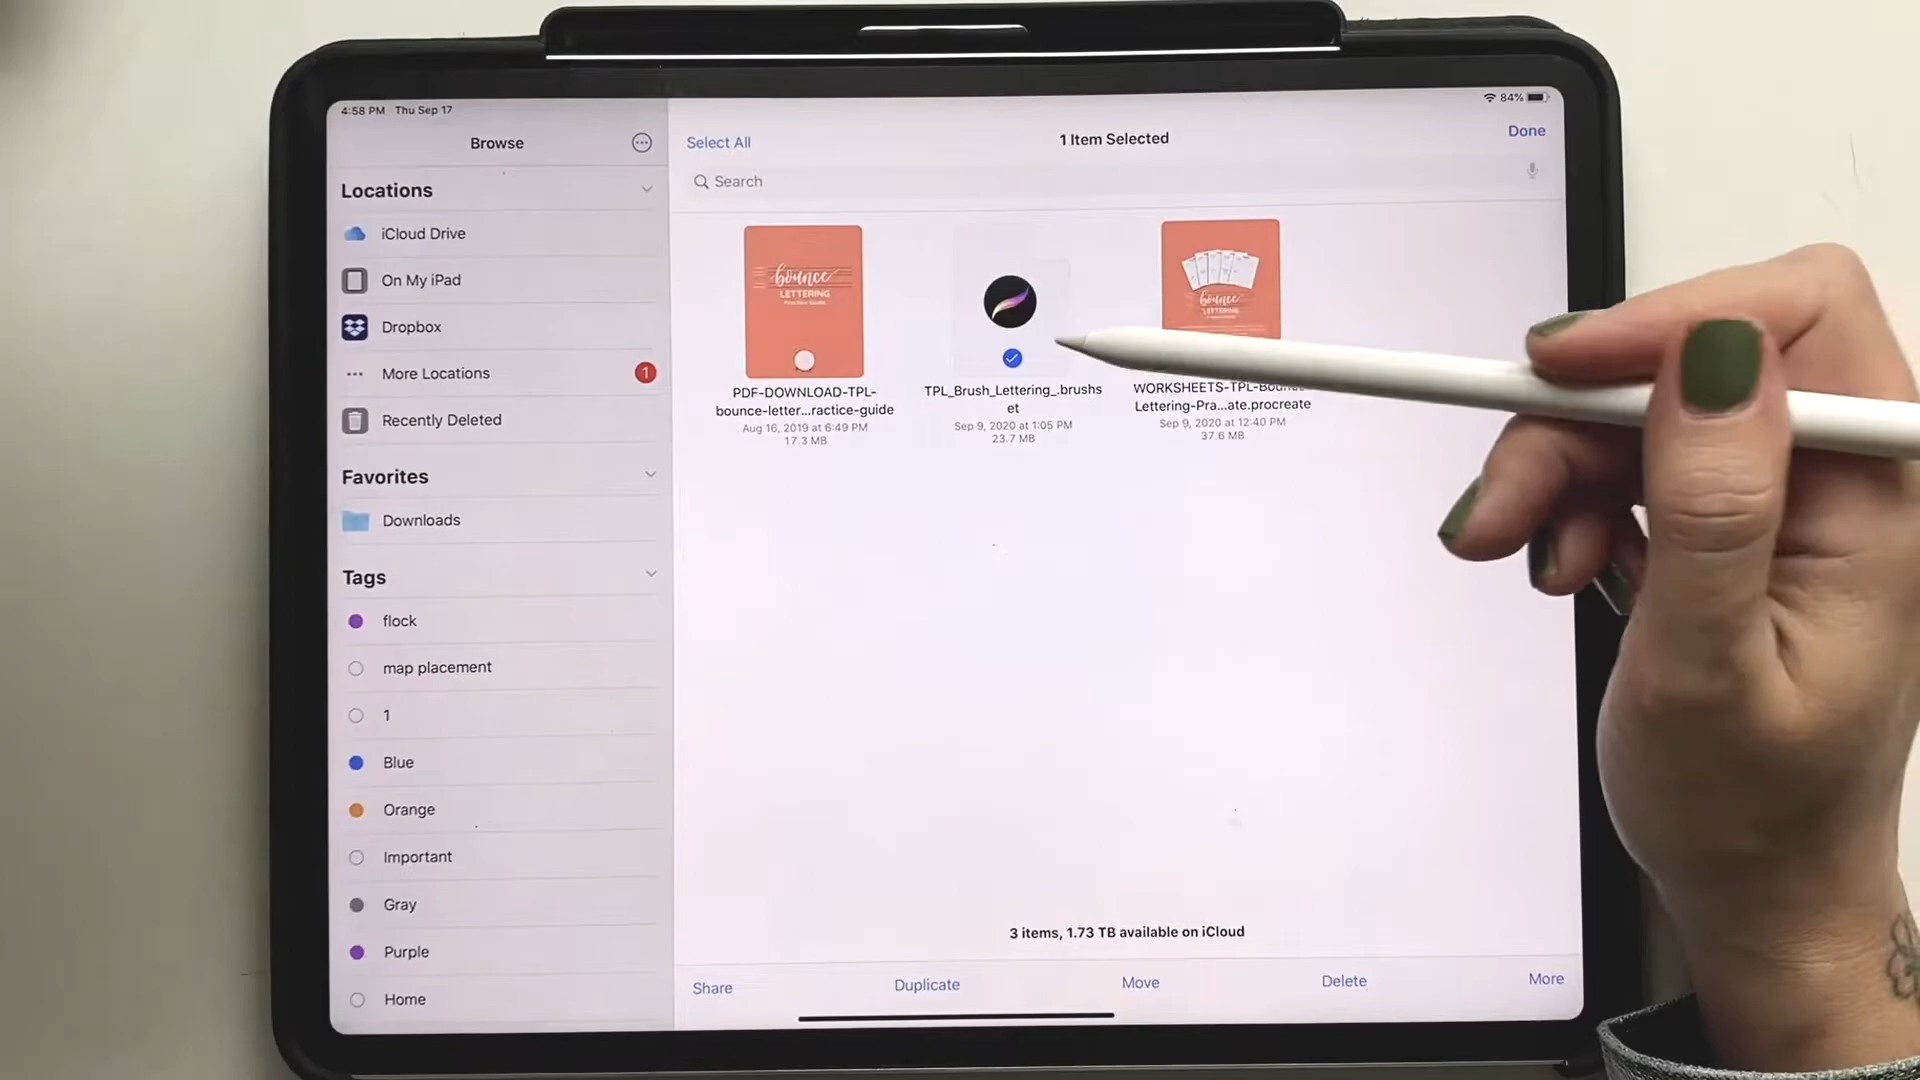 4:58 PM Thu Sep 17
84%
Browse
Locations
iCloud Drive
On My iPad
Dropbox
More Locations
1
Recently Deleted
Favorites
Downloads
Tags
flock
map placement
1
Blue
Orange
Important
Gray
Purple
Home
Select All
1 Item Selected
Done
Search
bounce
LETTERING
Practice Guide
PDF-DOWNLOAD-TPL-
bounce-letter...ractice-guide
Aug 16, 2019 at 6:49 PM
17.3 MB
TPL_Brush_Lettering_.brushs
et
Sep 9, 2020 at 1:05 PM
23.7 MB
bounce
LETTERING
WORKSHEETS-TPL-Bounce-
Lettering-Pra...ate.procreate
Sep 9, 2020 at 12:40 PM
37.6 MB
3 items, 1.73 TB available on iCloud
Share
Duplicate
Move
Delete
More